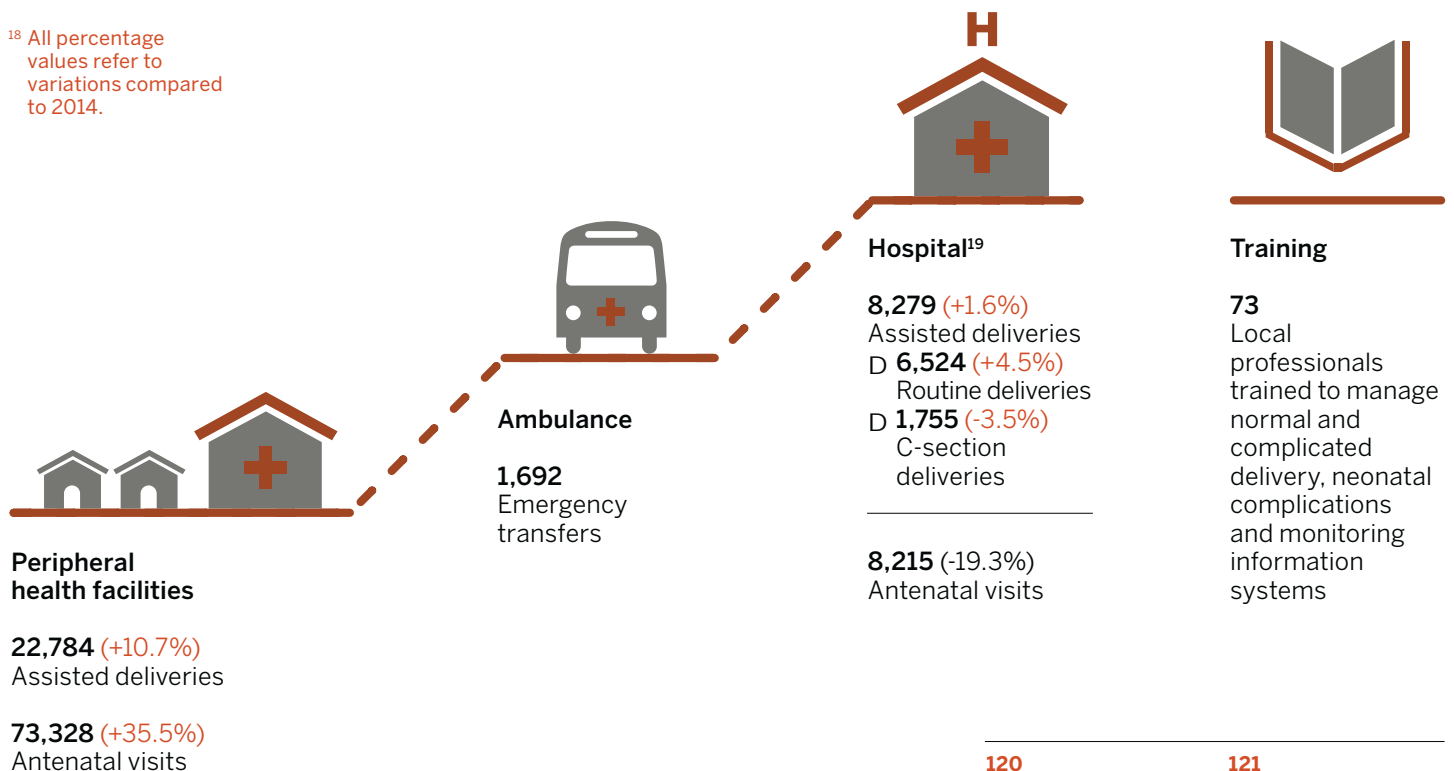 18 All percentage
values refer to
variations compared
to 2014.
Peripheral
health facilities
22,784 (+10.7%)
Assisted deliveries
73,328 (+35.5%)
Antenatal visits
Ambulance
1,692
Emergency
transfers
H
Hospital19
8,279 (+1.6%)
Assisted deliveries
D 6,524 (+4.5%)
Routine deliveries
D 1,755 (-3.5%)
C-section
deliveries
8,215 (-19.3%)
Antenatal visits
Training
73
Local
professionals
trained to manage
normal and
complicated
delivery, neonatal
complications
and monitoring
information
systems
120
121